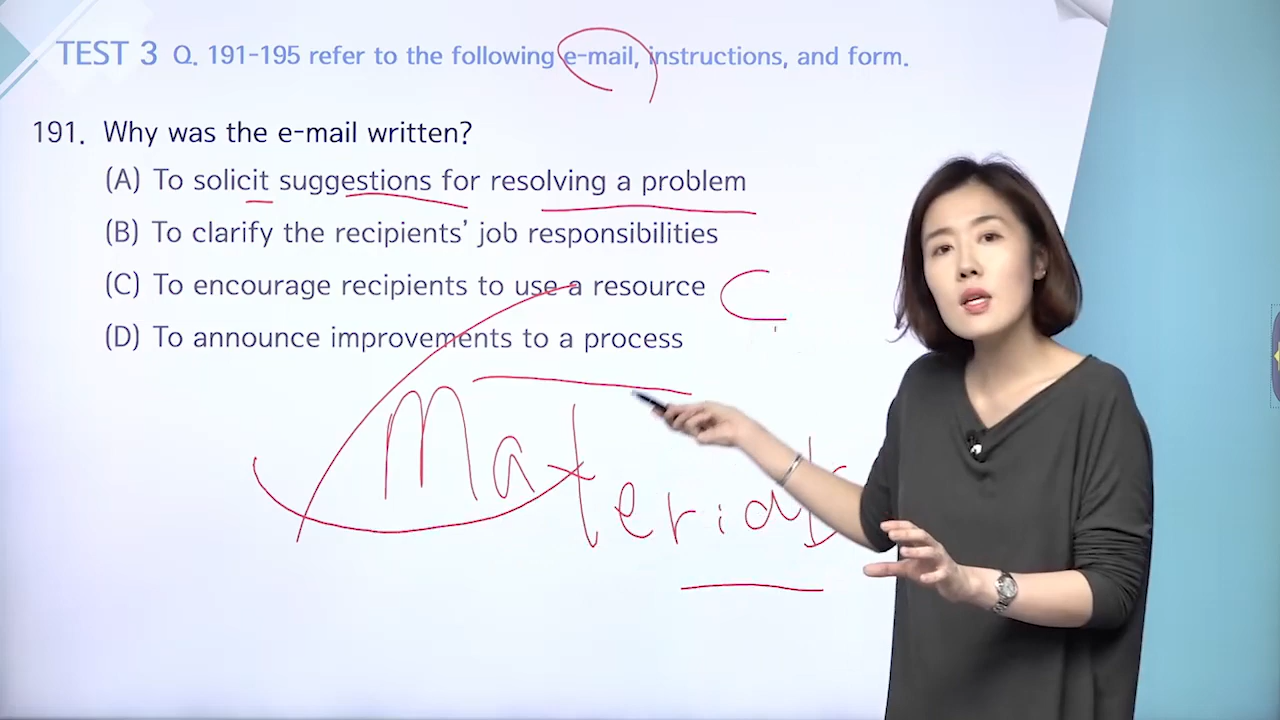 TEST 3 Q. 191-195 refer to the following e-mail, instructions, and form.
191. Why was the e-mail written?
(A) To solicit suggestions for resolving a problem
(B) To clarify the recipients' job responsibilities
(C) To encourage recipients to use a resource
(D) To announce improvements to a process
Materials